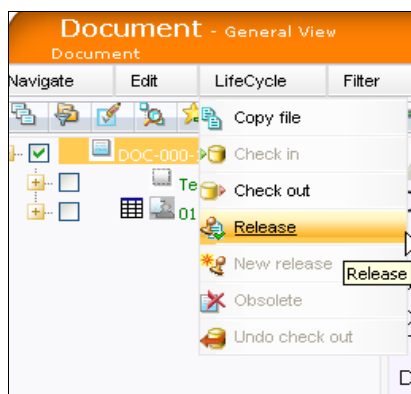 Document - General View
Document
Navigate Edit LifeCycle Filter
Copy file
DOC-000- Check in
Te Check out
01 Release
New release
Release
Obsolete
Undo check out
D